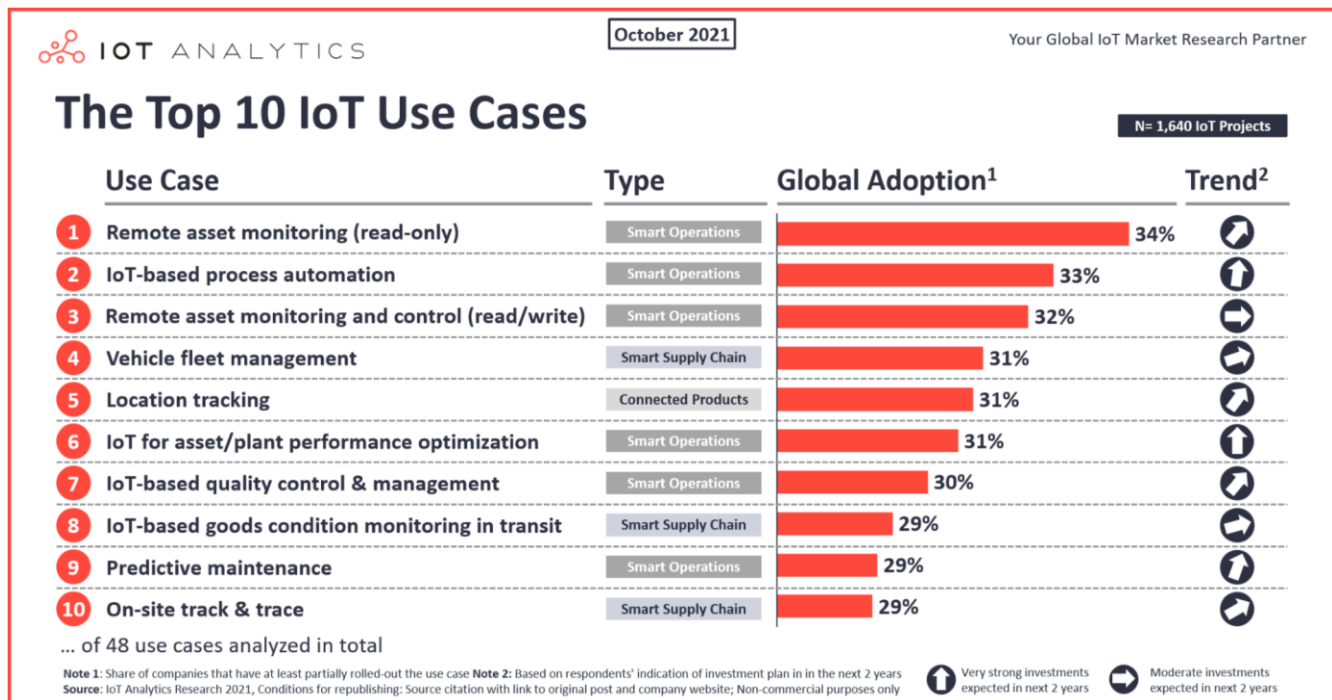 IOT ANALYTICS
October 2021
Your Global IoT Market Research Partner
The Top 10 IoT Use Cases
N= 1,640 IoT Projects
Use Case Type Global Adoption1 Trend2
1 Remote asset monitoring (read-only) Smart Operations 34%
2 IoT-based process automation Smart Operations 33%
3 Remote asset monitoring and control (read/write) Smart Operations 32%
4 Vehicle fleet management Smart Supply Chain 31%
5 Location tracking Connected Products 31%
6 IoT for asset/plant performance optimization Smart Operations 31%
7 IoT-based quality control & management Smart Operations 30%
8 IoT-based goods condition monitoring in transit Smart Supply Chain 29%
9 Predictive maintenance Smart Operations 29%
10 On-site track & trace Smart Supply Chain 29%
... of 48 use cases analyzed in total
Note 1: Share of companies that have at least partially rolled-out the use case Note 2: Based on respondents' indication of investment plan in in the next 2 years
Source: IoT Analytics Research 2021, Conditions for republishing: Source citation with link to original post and company website; Non-commercial purposes only
Very strong investments
expected in next 2 years
Moderate investments
expected in next 2 years